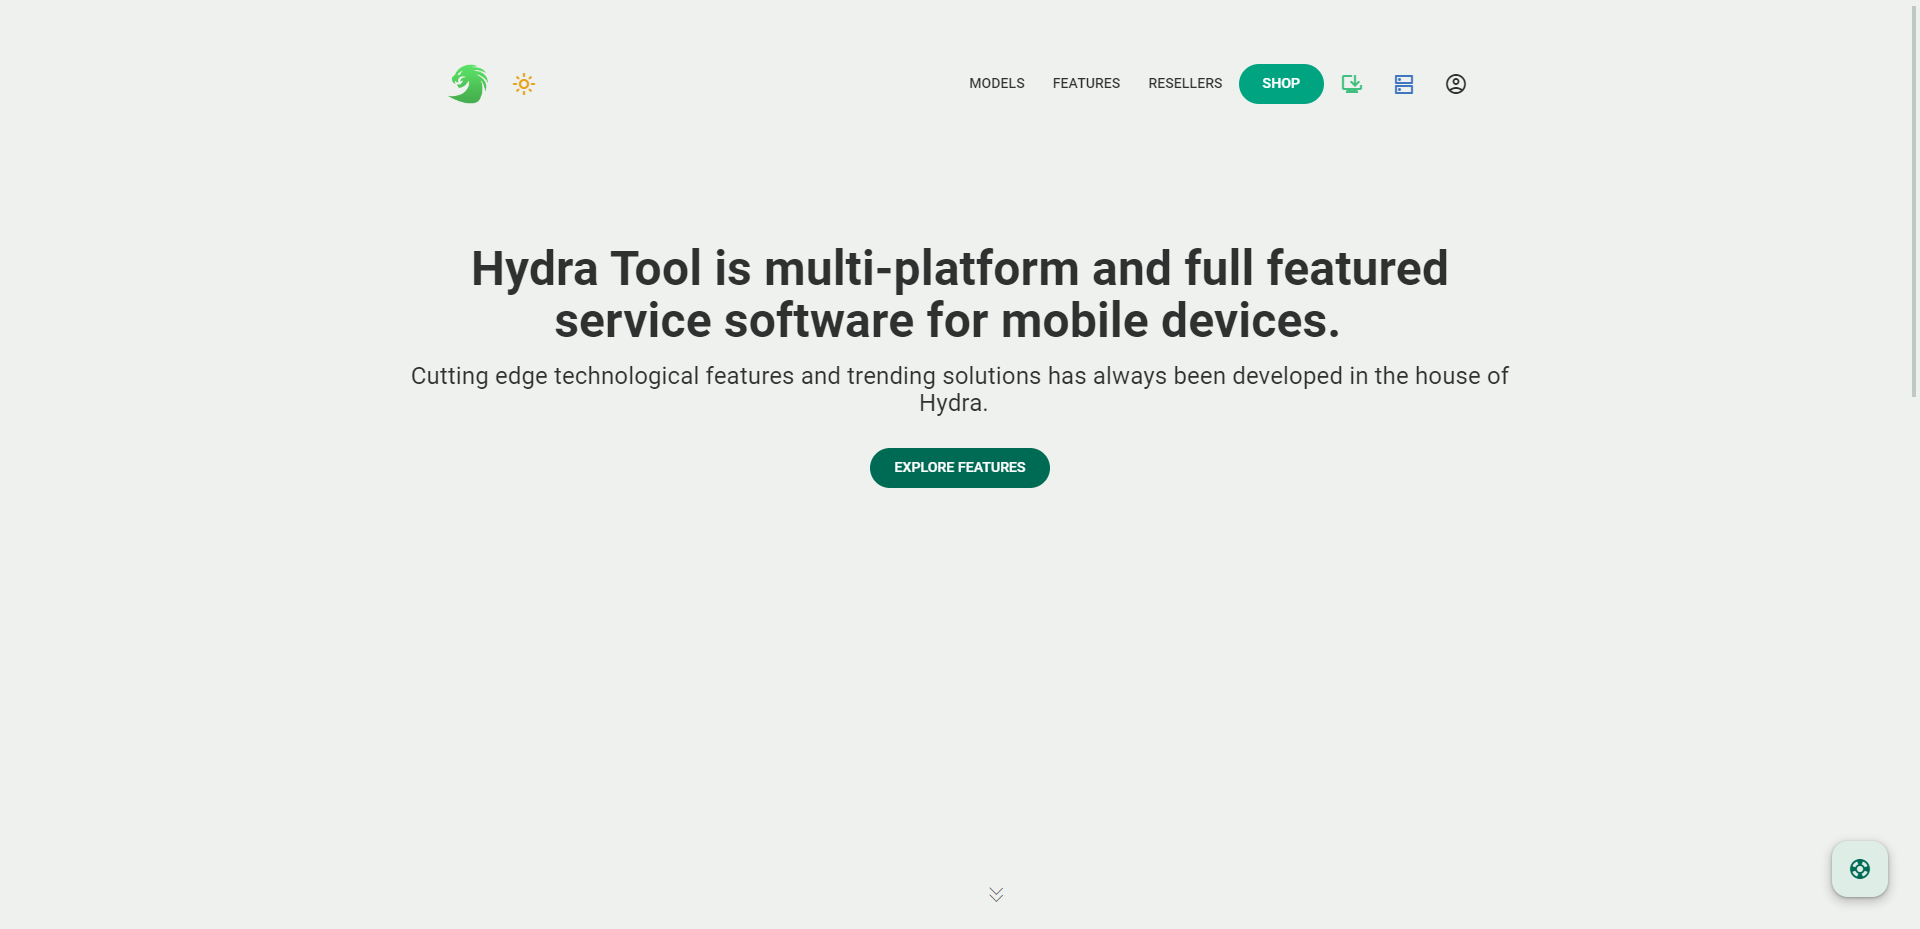 MODELS
FEATURES
RESELLERS
SHOP
Hydra Tool is multi-platform and full featured
service software for mobile devices.
Cutting edge technological features and trending solutions has always been developed in the house of
Hydra.
EXPLORE FEATURES